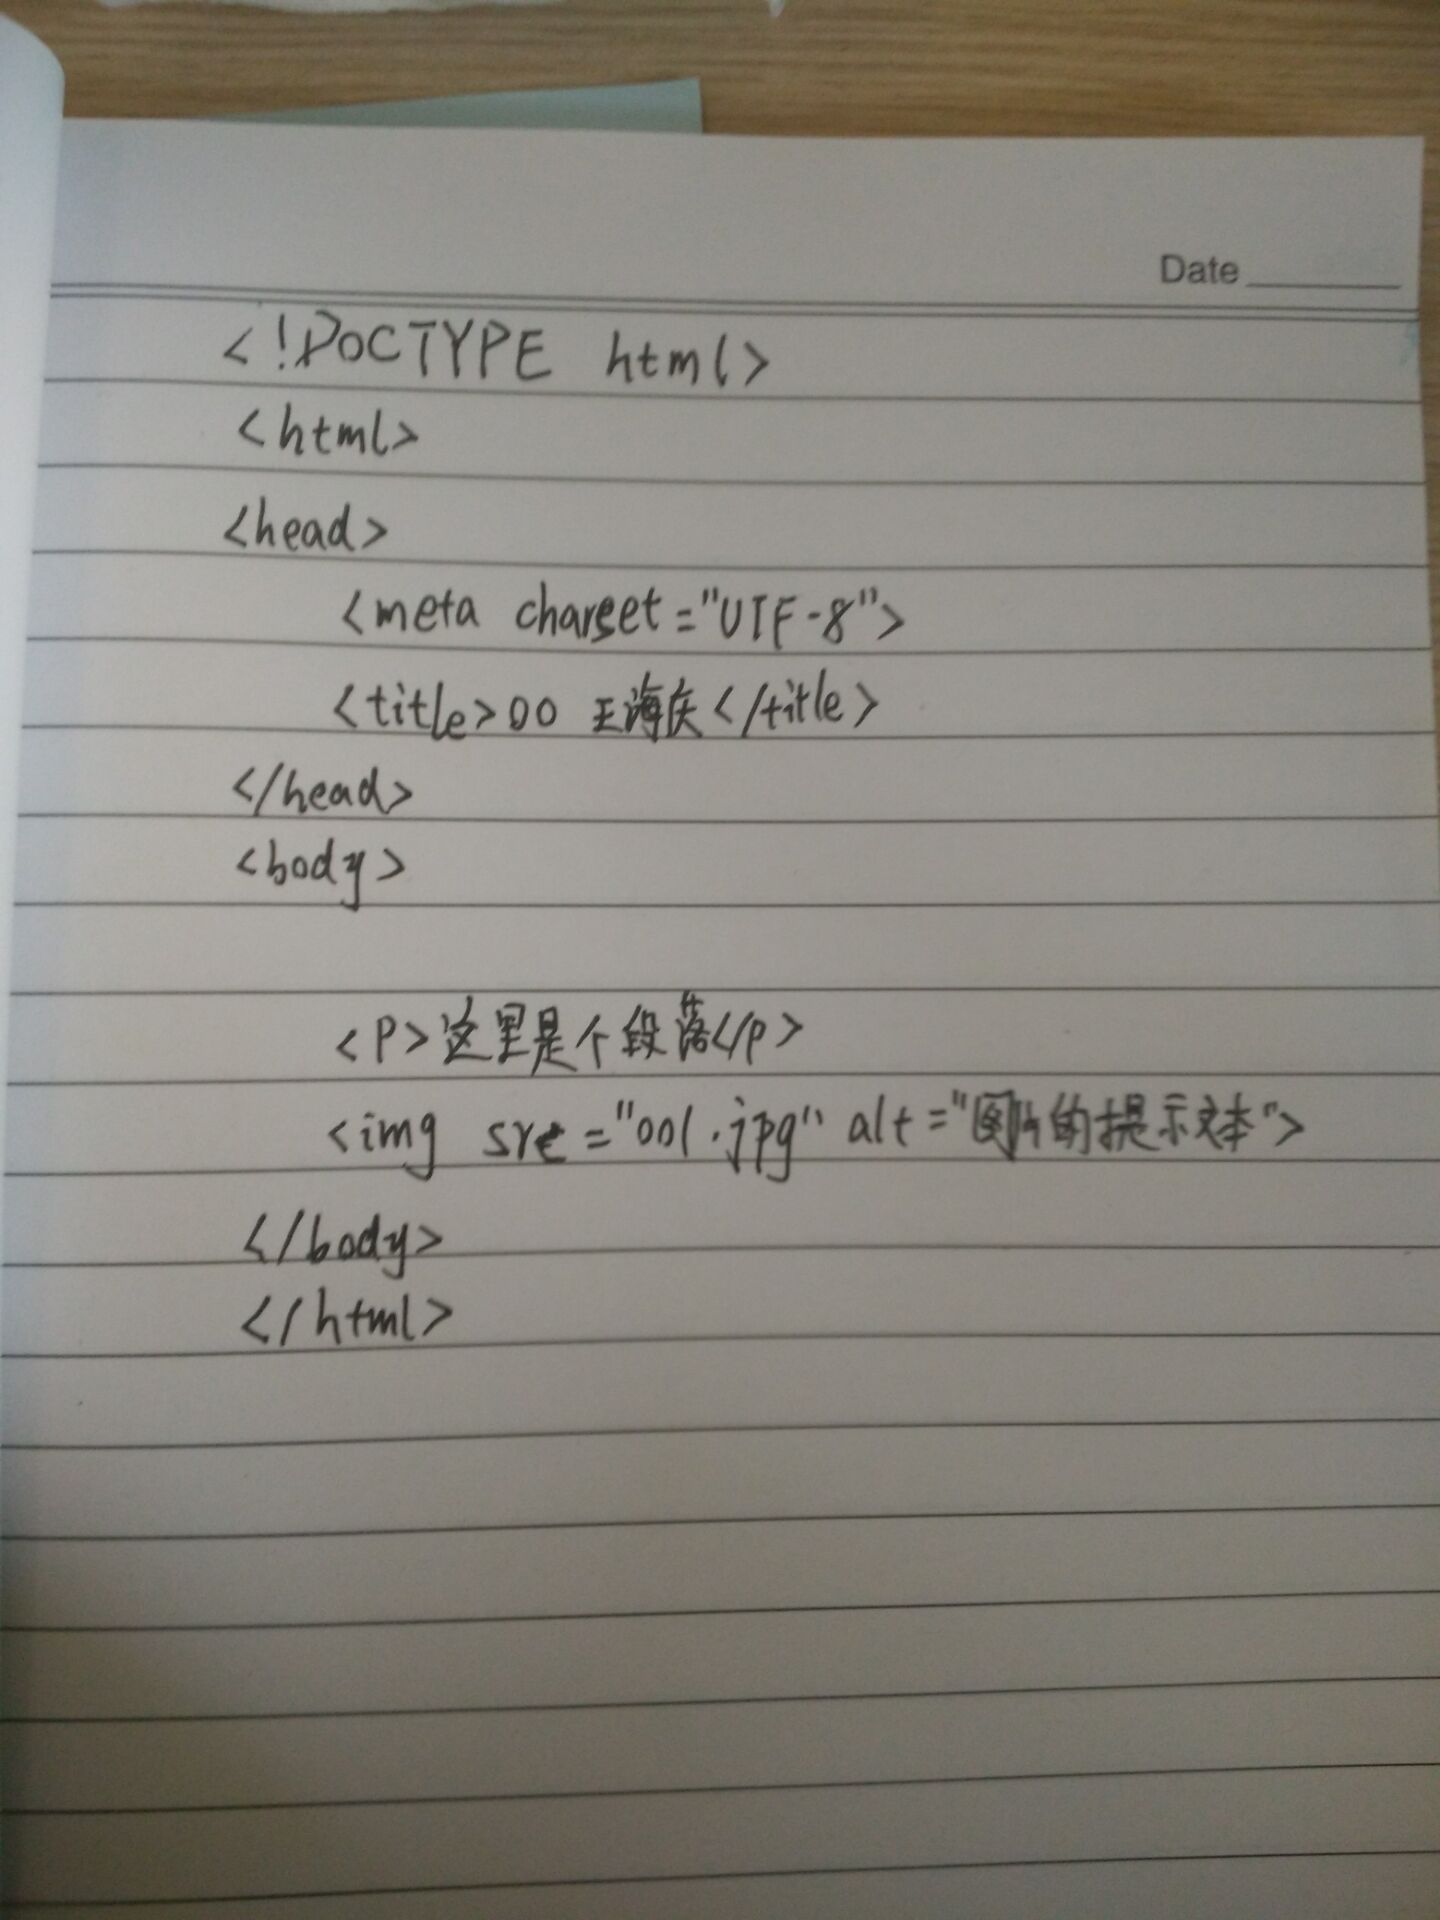 Date
<!DOCTYPE html>
<html>
<head>
<meta charset="UTF-8">
<title>00 王海庆</title>
</head>
<body>
<P>这里是个段落</p>
<img src="001.jpg" alt="图片的提示文本">
</body>
</html>